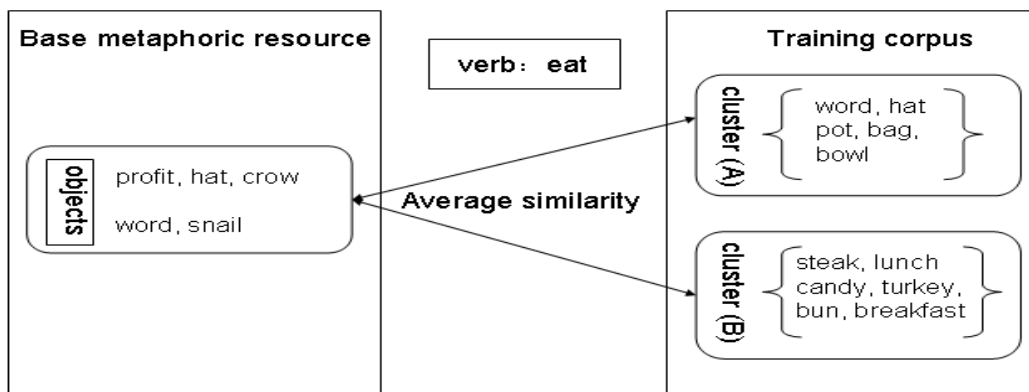 Base metaphoric resource
objects
profit, hat, crow
word, snail
verb: eat
Average similarity
Training corpus
cluster (A)
word, hat
pot, bag,
bowl
cluster (B)
steak, lunch
candy, turkey,
bun, breakfast